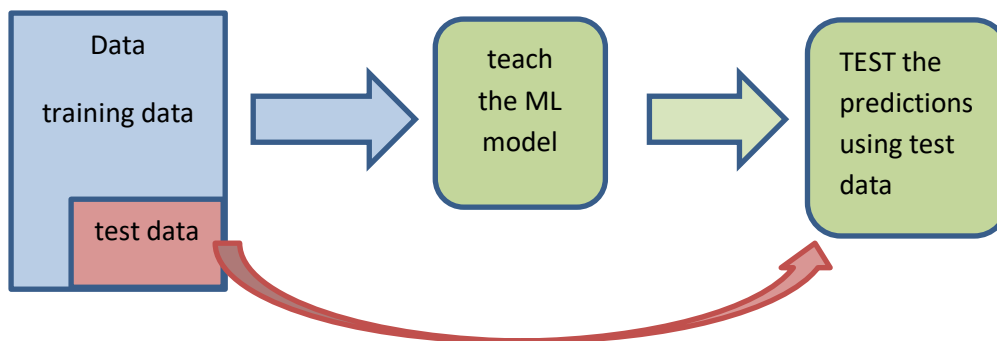 Data
training data
test data
teach
the ML
model
TEST the
predictions
using test
data